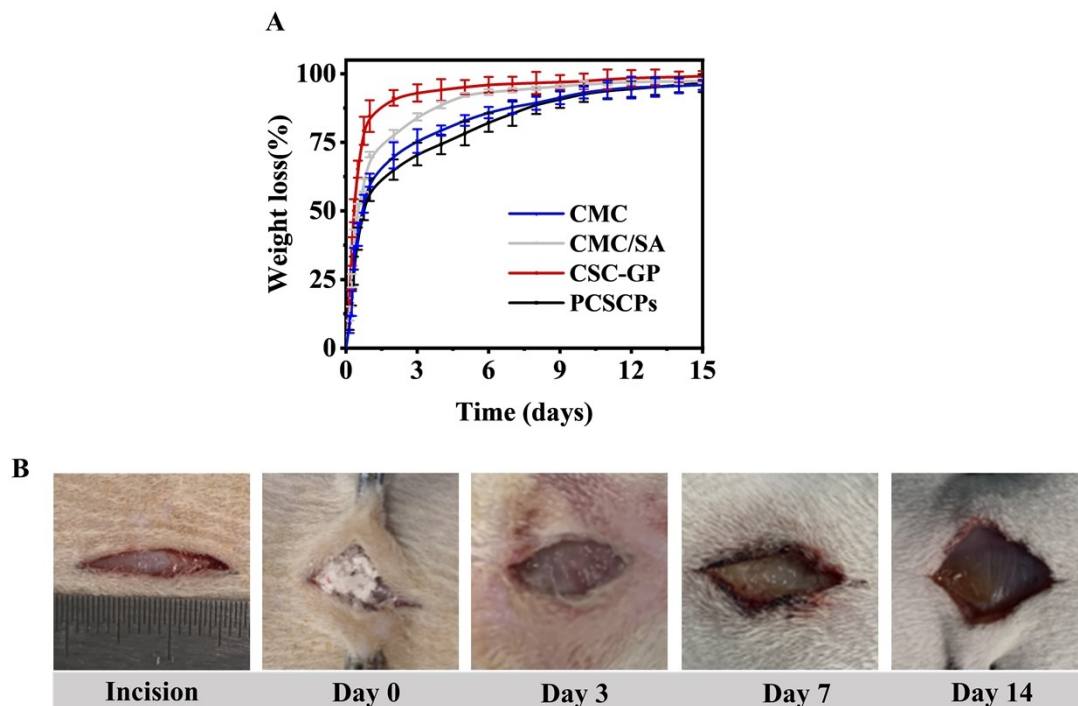 A
Weight loss(%)
100
75
50
25
0
CMC
CMC/SA
CSC-GP
PCSCPs
0 3 6 9 12 15
Time (days)
B
Incision Day 0 Day 3 Day 7 Day 14